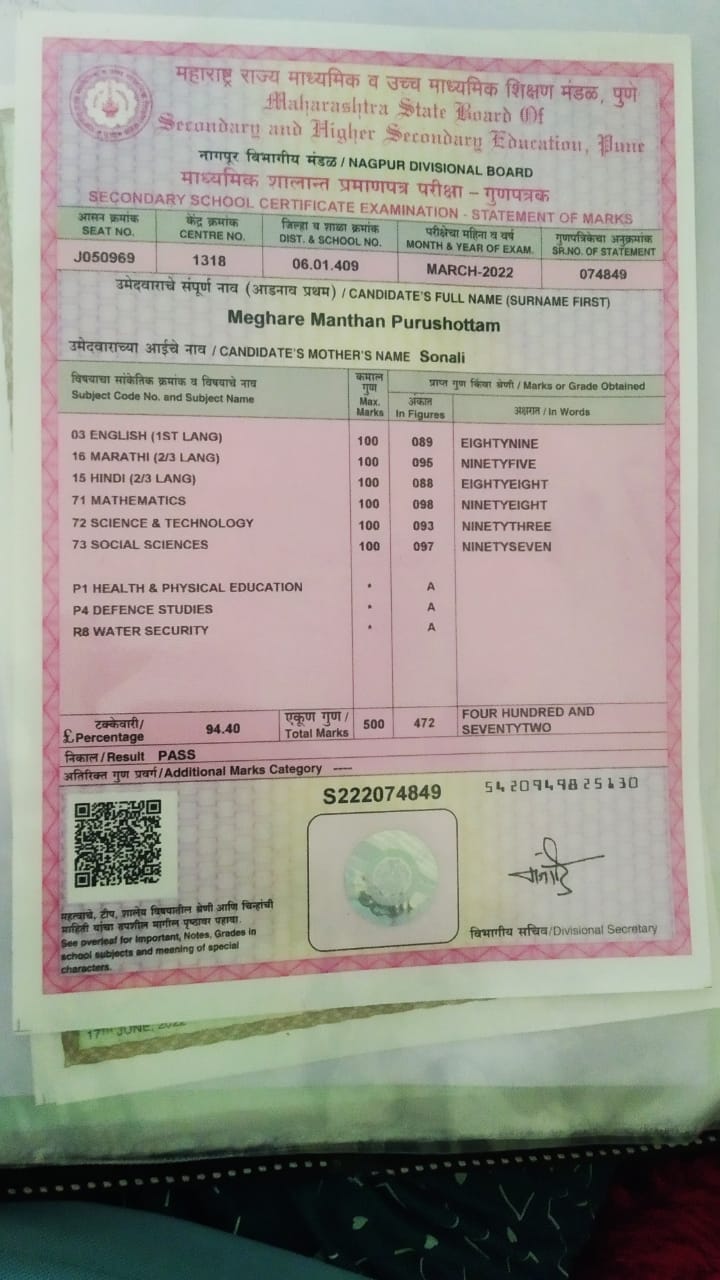 महाराष्ट्र राज्य माध्यमिक व उच्च माध्यमिक शिक्षण मंडळ, पुणे
Maharashtra State Board Of
Secondary and Higher Secondary Education, Pune
नागपूर विभागीय मंडळ / NAGPUR DIVISIONAL BOARD
माध्यमिक शालान्त प्रमाणपत्र परीक्षा – गुणपत्रक
SECONDARY SCHOOL CERTIFICATE EXAMINATION - STATEMENT OF MARKS
आसन क्रमांक केंद्र क्रमांक जिल्हा व शाळा क्रमांक परीक्षेचा महिना व वर्ष गुणपत्रिकेचा अनुक्रमांक
SEAT NO. CENTRE NO. DIST. & SCHOOL NO. MONTH & YEAR OF EXAM. SR.NO. OF STATEMENT
J050969 1318 06.01.409 MARCH-2022 074849
उमेदवाराचे संपूर्ण नाव (आडनाव प्रथम) / CANDIDATE'S FULL NAME (SURNAME FIRST)
Meghare Manthan Purushottam
उमेदवाराच्या आईचे नाव / CANDIDATE'S MOTHER'S NAME Sonali
विषयाचा सांकेतिक क्रमांक व विषयाचे नाव कमाल गुण प्राप्त गुण किंवा श्रेणी / Marks or Grade Obtained
Subject Code No. and Subject Name Max. Marks अंकात In Figures अक्षरात / In Words
03 ENGLISH (1ST LANG) 100 089 EIGHTYNINE
16 MARATHI (2/3 LANG) 100 095 NINETYFIVE
15 HINDI (2/3 LANG) 100 088 EIGHTYEIGHT
71 MATHEMATICS 100 098 NINETYEIGHT
72 SCIENCE & TECHNOLOGY 100 093 NINETYTHREE
73 SOCIAL SCIENCES 100 097 NINETYSEVEN
P1 HEALTH & PHYSICAL EDUCATION * A
P4 DEFENCE STUDIES * A
R8 WATER SECURITY * A
टक्केवारी/ एकूण गुण / FOUR HUNDRED AND
£Percentage 94.40 Total Marks 500 472 SEVENTYTWO
निकाल/Result PASS
अतिरिक्त गुण प्रवर्ग/Additional Marks Category ----
S222074849 5420949825130
महत्वाचे, टीप, शालेय विषयातील श्रेणी आणि चिन्हांची
माहिती यांचा तपशील मागील पृष्ठावर पहावा.
See overleaf for Important, Notes, Grades in
school subjects and meaning of special
characters.
विभागीय सचिव/Divisional Secretary
17TH JUNE, 2022